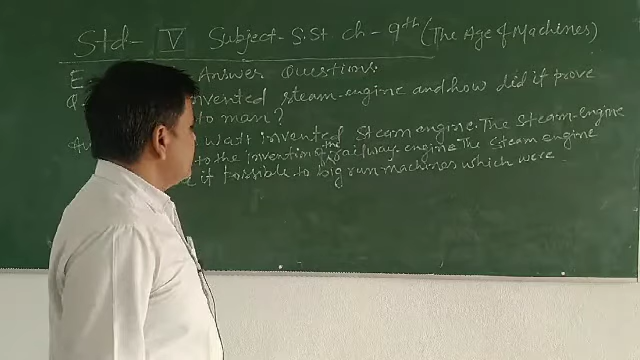 Std- V Subject- S.St ch- 9th (The Age of Machines)
E Answer Questions.
Q- invented steam-engine and how did it prove
to man?
An watt invented steam engine. The steam-engine
to the invention of the railway-engine The steam engine
it possible to big run machines which were